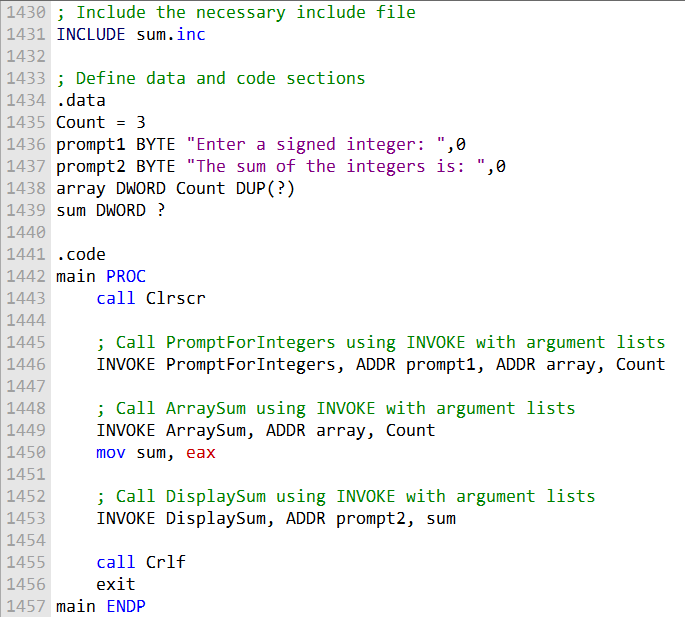 1430 ; Include the necessary include file
1431 INCLUDE sum.inc
1432
1433 ; Define data and code sections
1434 .data
1435 Count = 3
1436 prompt1 BYTE "Enter a signed integer: ",0
1437 prompt2 BYTE "The sum of the integers is: ",0
1438 array DWORD Count DUP(?)
1439 sum DWORD ?
1440
1441 .code
1442 main PROC
1443     call Clrscr
1444
1445     ; Call PromptForIntegers using INVOKE with argument lists
1446     INVOKE PromptForIntegers, ADDR prompt1, ADDR array, Count
1447
1448     ; Call ArraySum using INVOKE with argument lists
1449     INVOKE ArraySum, ADDR array, Count
1450     mov sum, eax
1451
1452     ; Call DisplaySum using INVOKE with argument lists
1453     INVOKE DisplaySum, ADDR prompt2, sum
1454
1455     call Crlf
1456     exit
1457 main ENDP